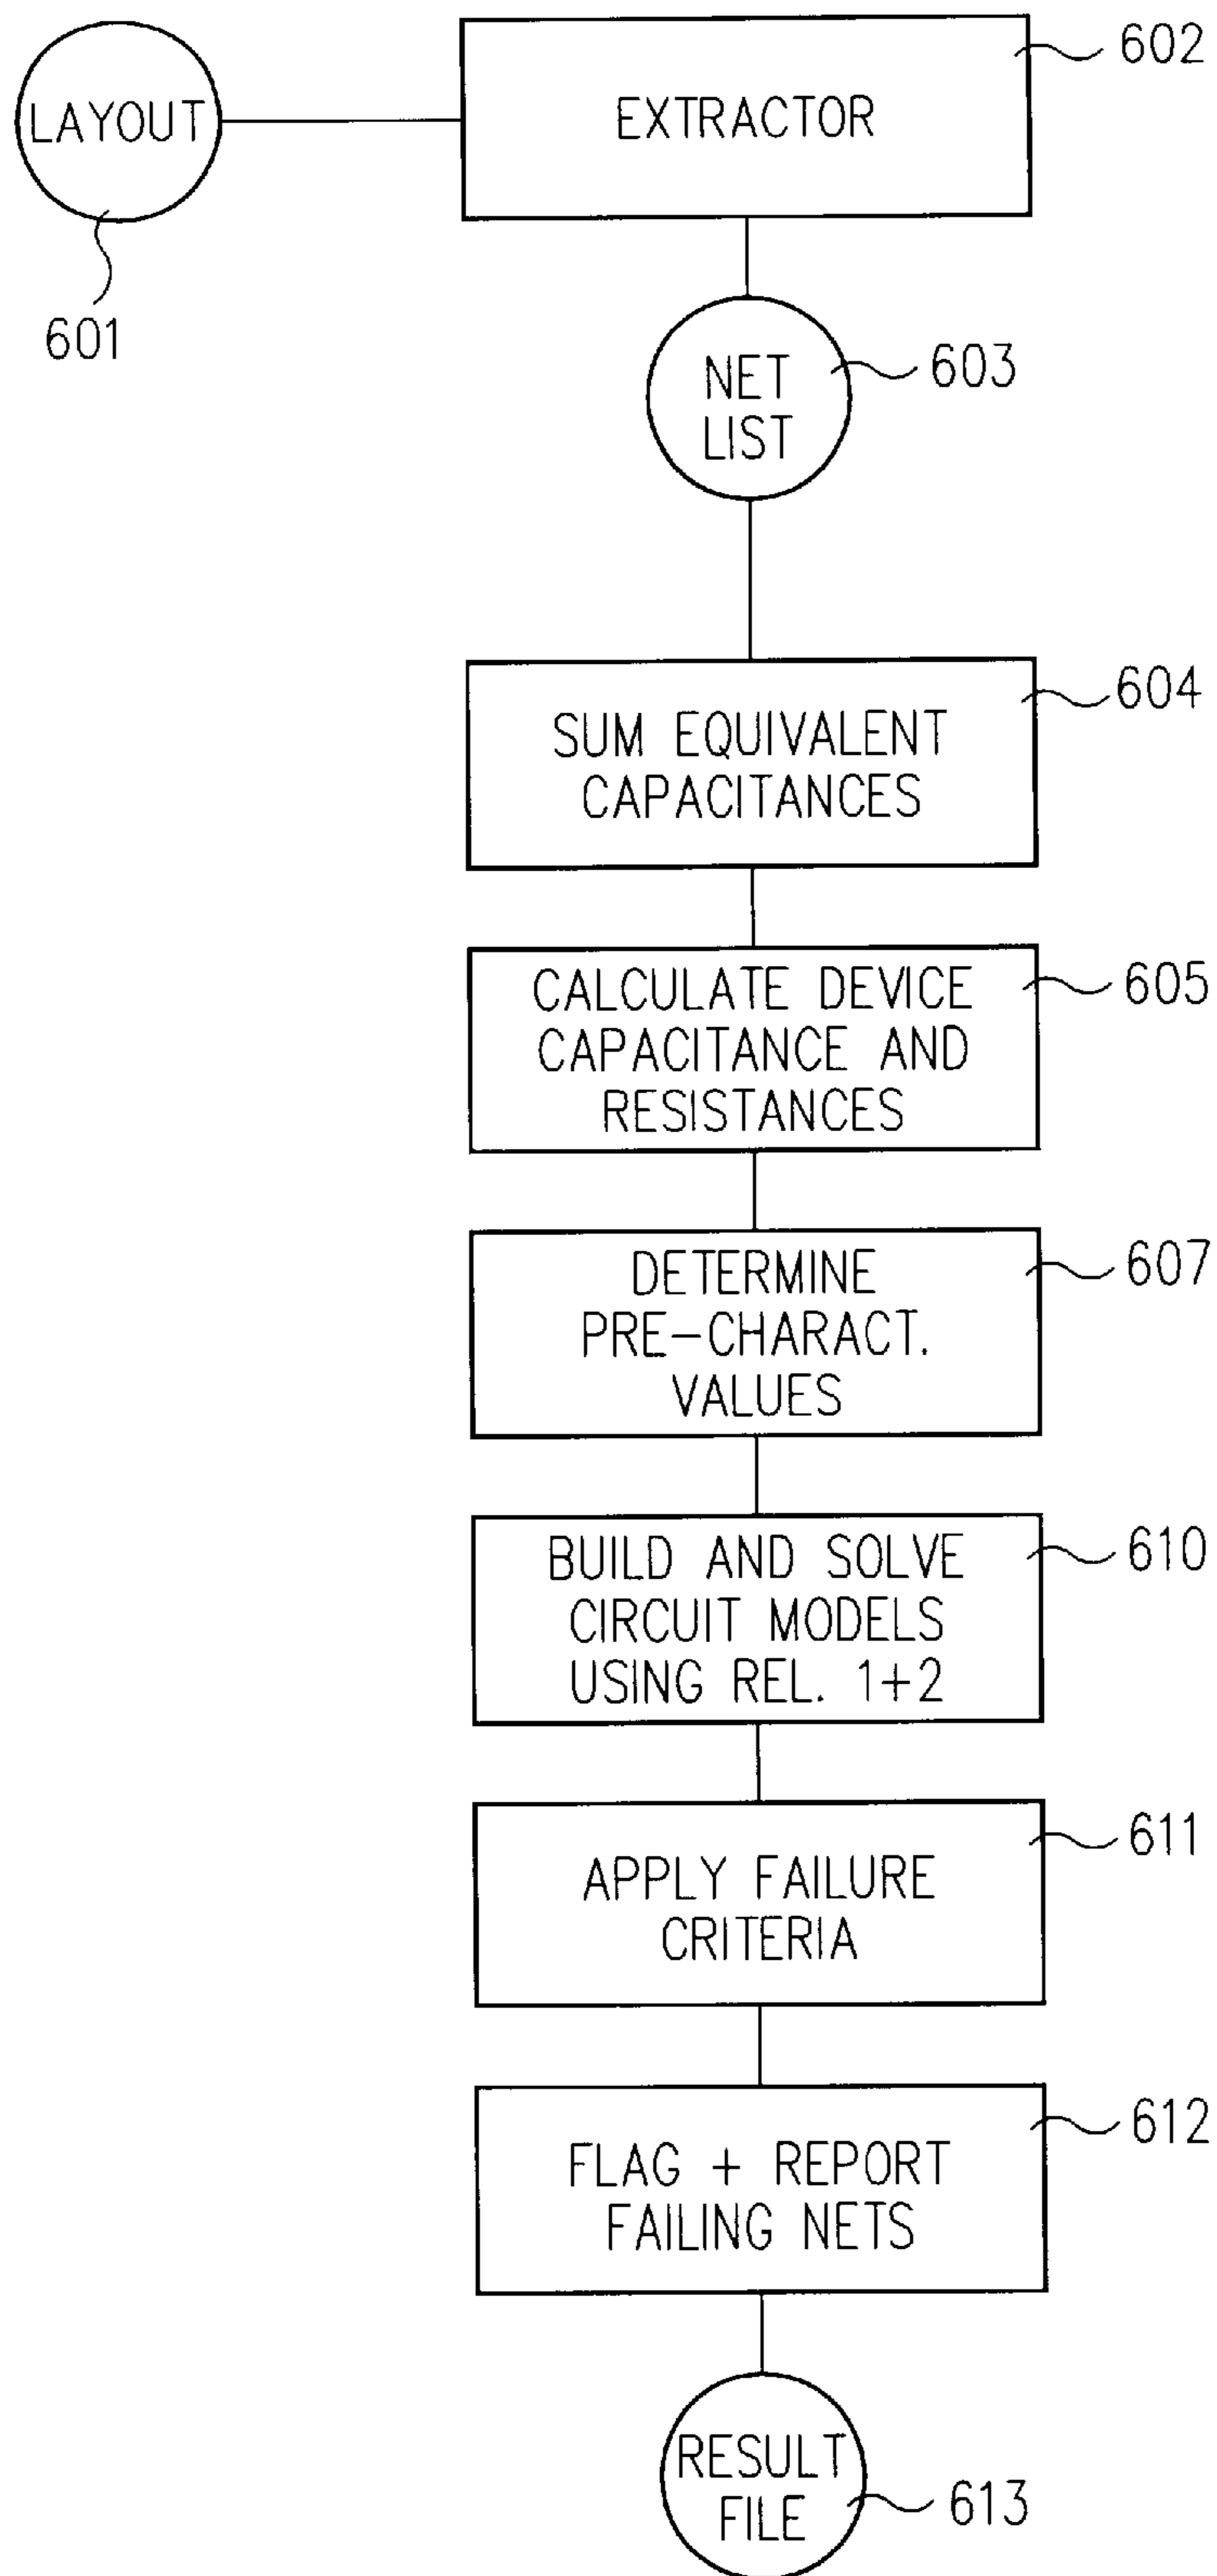 LAYOUT
601
EXTRACTOR
602
NET
LIST
603
SUM EQUIVALENT
CAPACITANCES
604
CALCULATE DEVICE
CAPACITANCE AND
RESISTANCES
605
DETERMINE
PRE-CHARACT.
VALUES
607
BUILD AND SOLVE
CIRCUIT MODELS
USING REL. 1+2
610
APPLY FAILURE
CRITERIA
611
FLAG + REPORT
FAILING NETS
612
RESULT
FILE
613